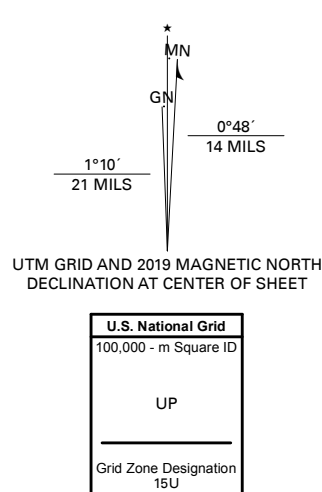 ★
MN
GN
0°48´
14 MILS
1°10´
21 MILS
UTM GRID AND 2019 MAGNETIC NORTH
DECLINATION AT CENTER OF SHEET
U.S. National Grid
100,000 - m Square ID
UP
Grid Zone Designation
15U